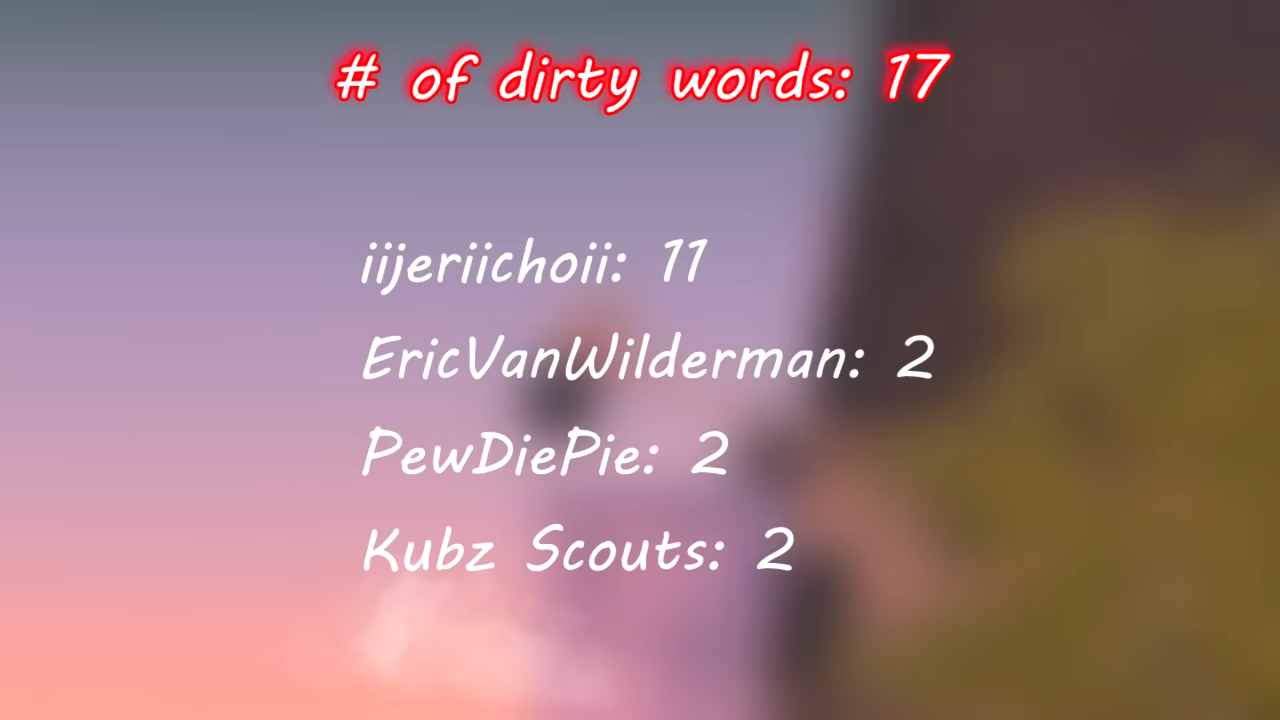 # of dirty words: 17
iijeriichoii: 11
EricVanWilderman: 2
PewDiePie: 2
Kubz Scouts: 2